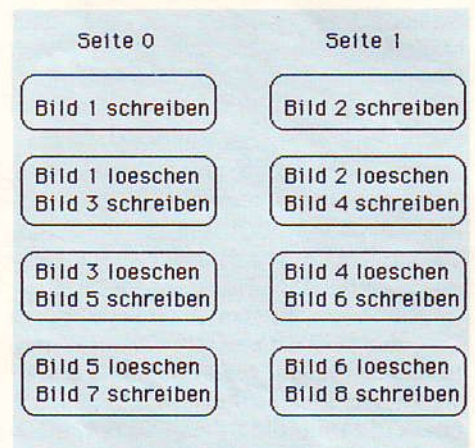 Seite 0
Seite 1
Bild 1 schreiben
Bild 2 schreiben
Bild 1 loeschen
Bild 3 schreiben
Bild 2 loeschen
Bild 4 schreiben
Bild 3 loeschen
Bild 5 schreiben
Bild 4 loeschen
Bild 6 schreiben
Bild 5 loeschen
Bild 7 schreiben
Bild 6 loeschen
Bild 8 schreiben